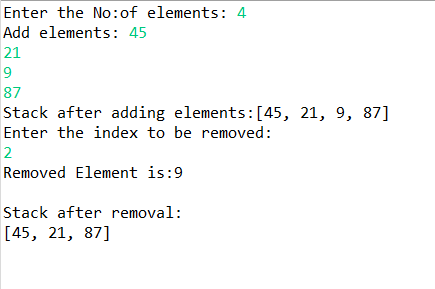 Enter the No:of elements: 4
Add elements: 45
21
9
87
Stack after adding elements:[45, 21, 9, 87]
Enter the index to be removed:
2
Removed Element is:9
Stack after removal:
[45, 21, 87]